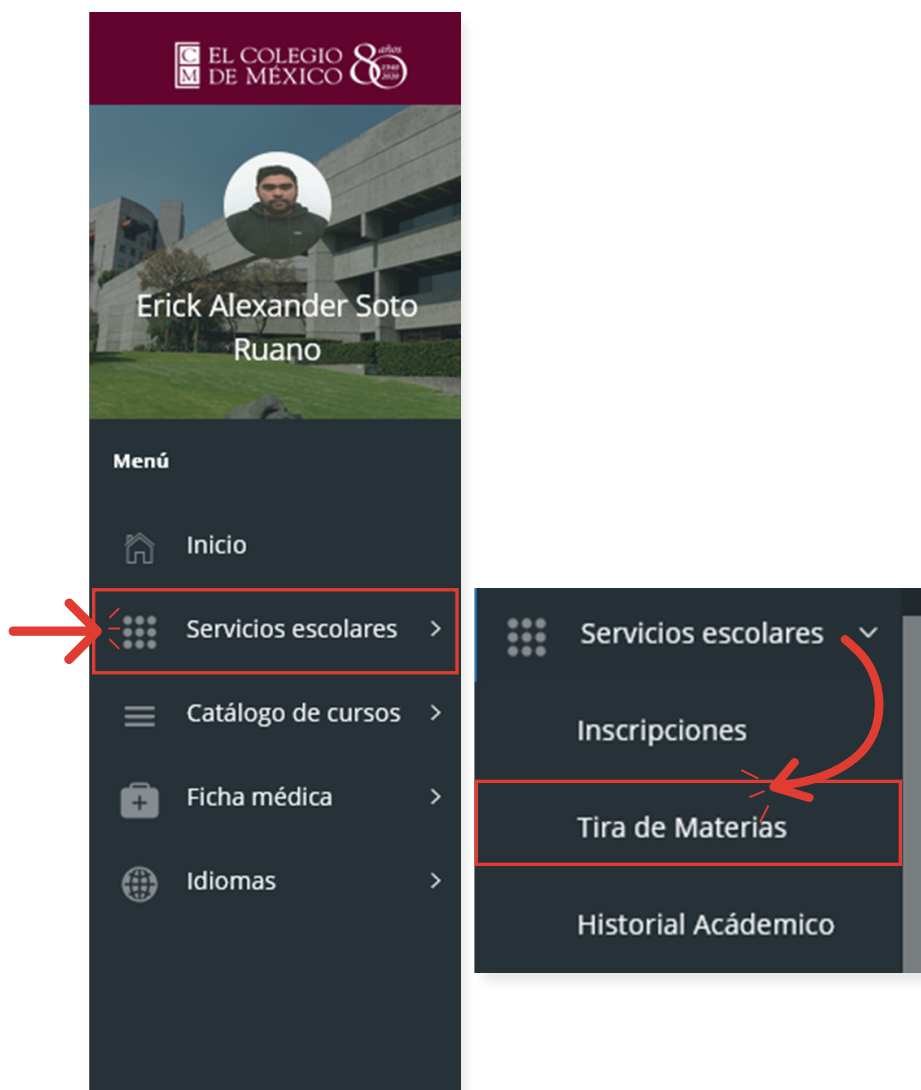 C
M
EL COLEGIO
DE MÉXICO
80
años
1940
2020
Erick Alexander Soto
Ruano
Menú
Inicio
Servicios escolares
Catálogo de cursos
Ficha médica
Idiomas
Servicios escolares
Inscripciones
Tira de Materias
Historial Acádemico